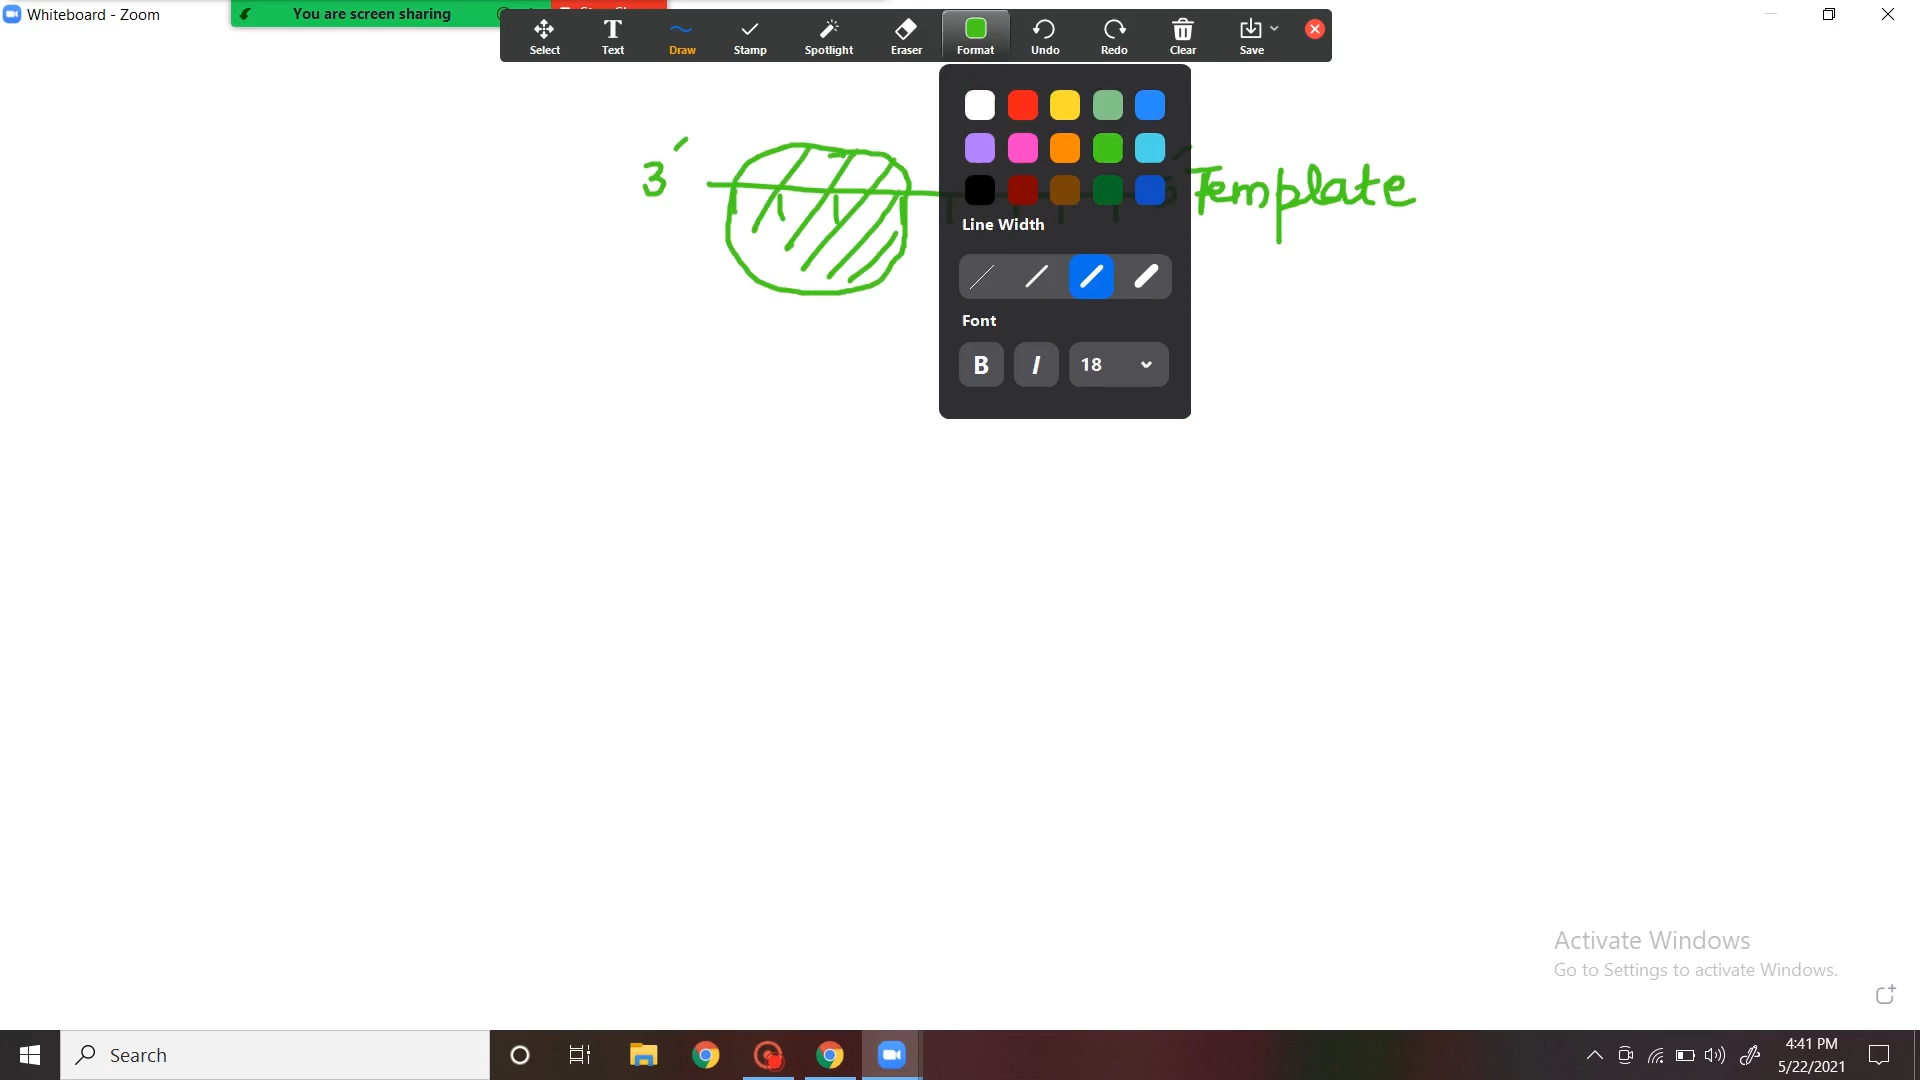 Whiteboard - Zoom
You are screen sharing
Select Text Draw Stamp Spotlight Eraser Format Undo Redo Clear Save
3′ 5′ Template
Line Width
Font
B I 18
Activate Windows
Go to Settings to activate Windows.
Search
4:41 PM
5/22/2021